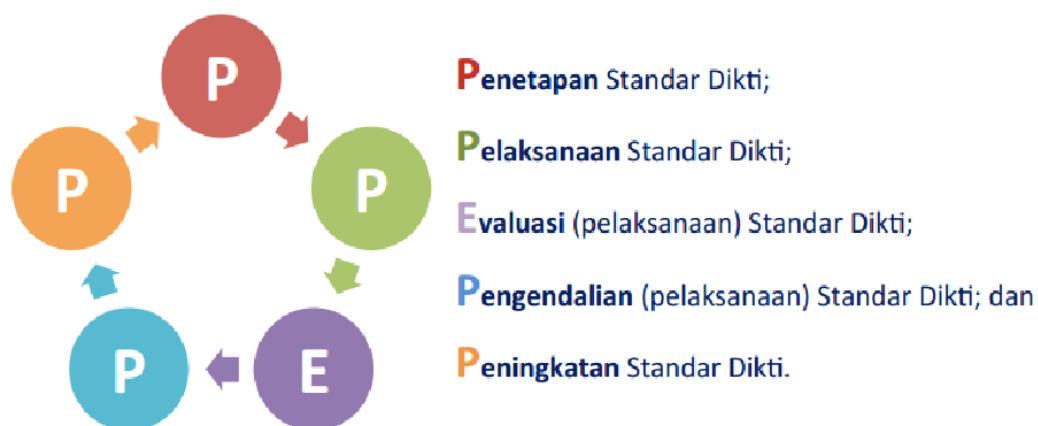 P
P
P
P
E
Penetapan Standar Dikti;
Pelaksanaan Standar Dikti;
Evaluasi (pelaksanaan) Standar Dikti;
Pengendalian (pelaksanaan) Standar Dikti; dan
Peningkatan Standar Dikti.